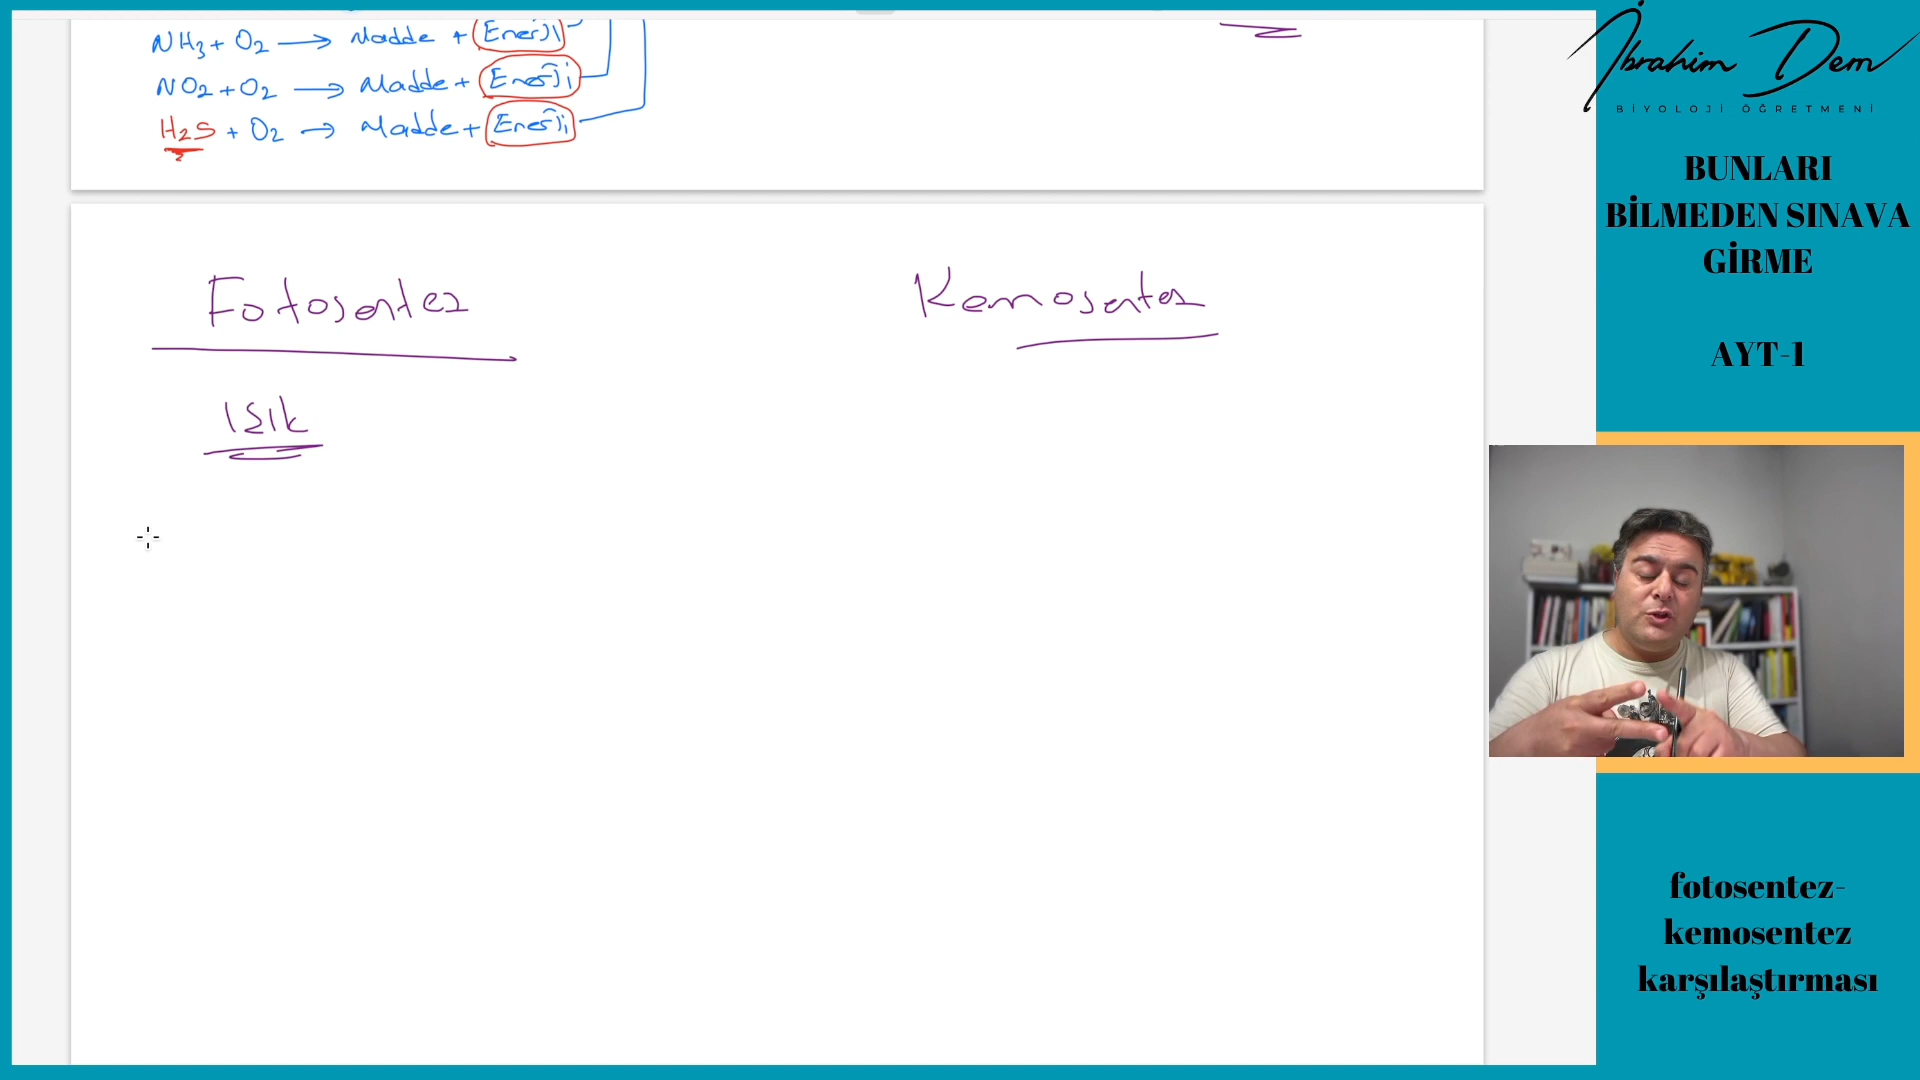 NH3 + O2 → Madde + Enerji
NO2 + O2 → Madde + Enerji
H2S + O2 → Madde + Enerji
Fotosentez
Kemosentez
Işık
İbrahim Dem
BİYOLOJİ ÖĞRETMENİ
BUNLARI
BİLMEDEN SINAVA
GİRME
AYT-1
fotosentez-
kemosentez
karşılaştırması